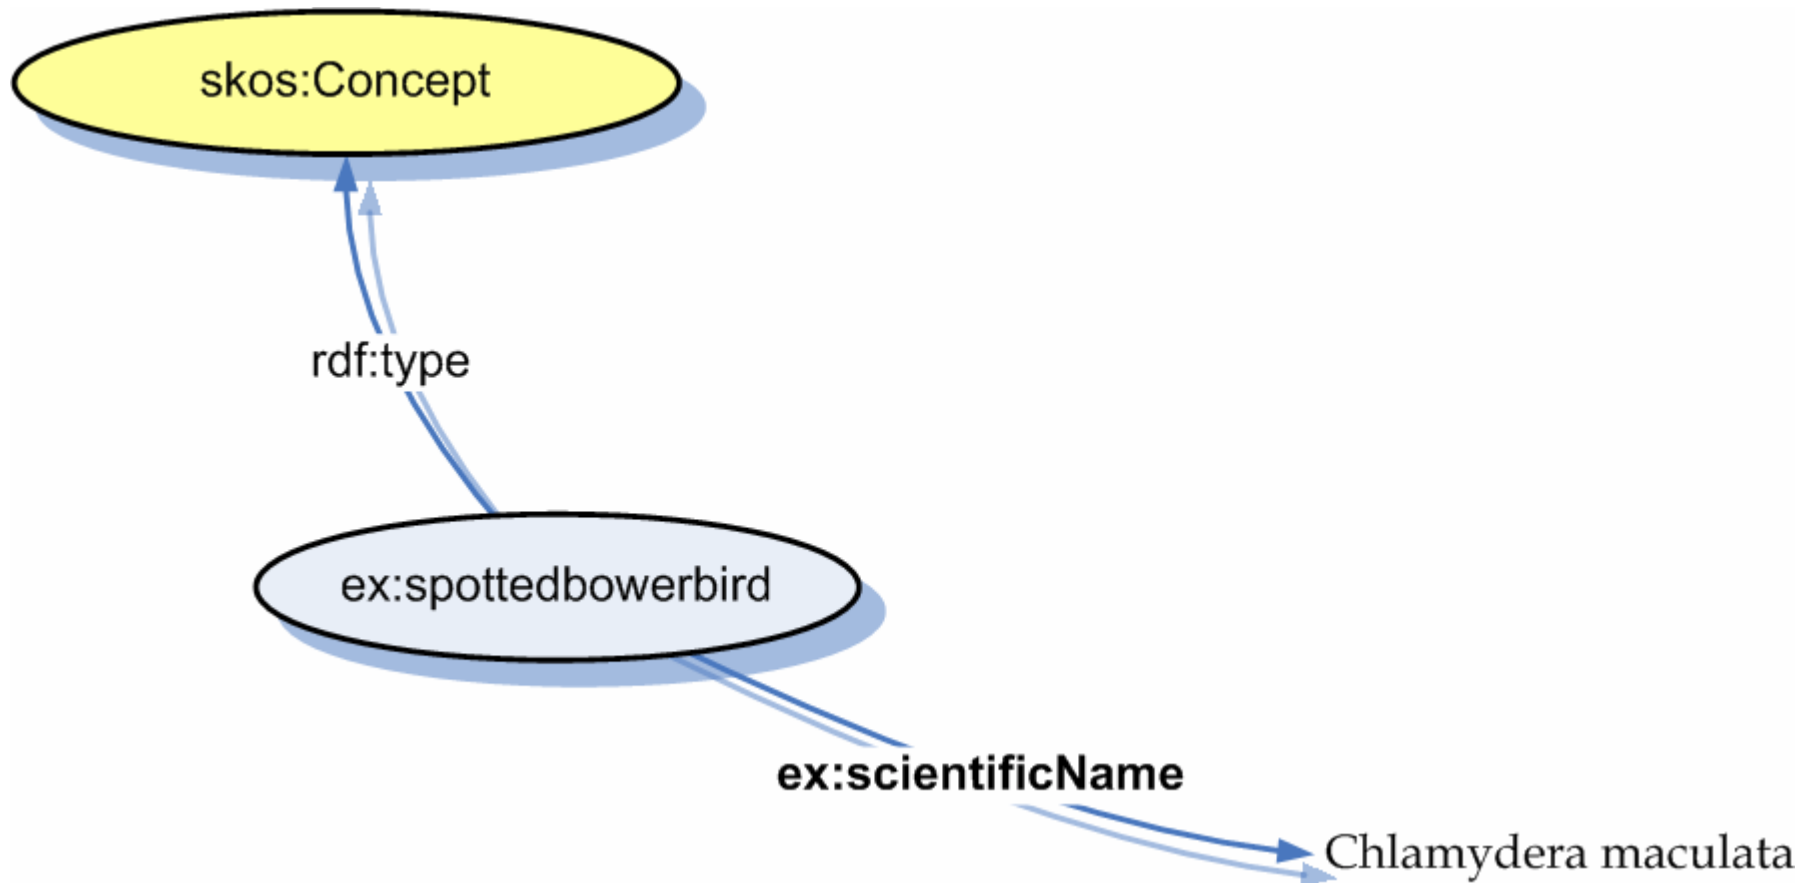 skos:Concept
rdf:type
ex:spottedbowerbird
ex:scientificName
Chlamydera maculata